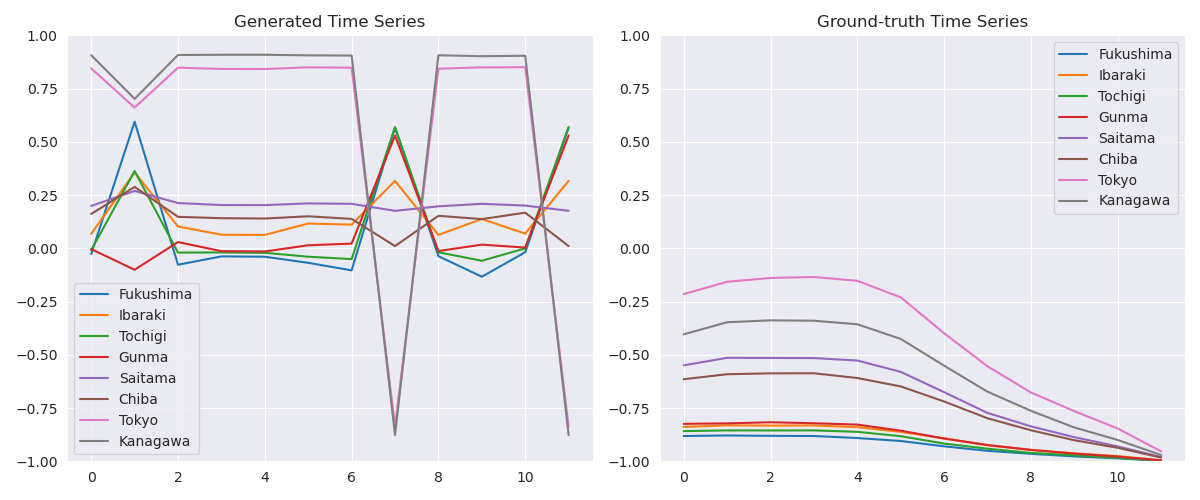 Generated Time Series
1.00
0.75
0.50
0.25
0.00
−0.25
−0.50
−0.75
−1.00
0 2 4 6 8 10
Fukushima
Ibaraki
Tochigi
Gunma
Saitama
Chiba
Tokyo
Kanagawa
Ground-truth Time Series
1.00
0.75
0.50
0.25
0.00
−0.25
−0.50
−0.75
−1.00
0 2 4 6 8 10
Fukushima
Ibaraki
Tochigi
Gunma
Saitama
Chiba
Tokyo
Kanagawa